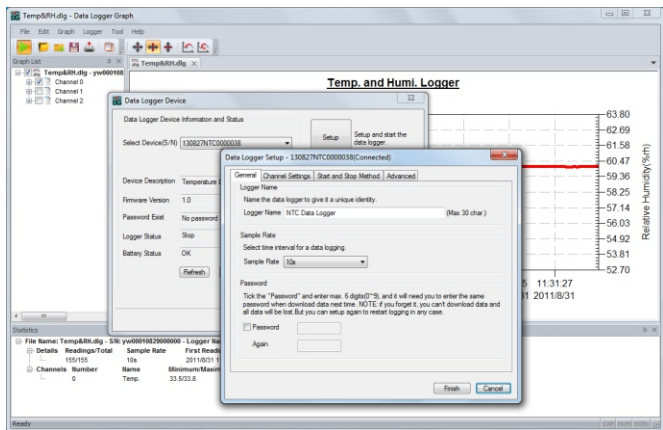 Temp&RH.dlg - Data Logger Graph
File Edit Graph Logger Tool Help
Graph List
Temp&RH.dlg
Temp&RH.dlg - yw000108
Channel 0
Channel 1
Channel 2
Temp. and Humi. Logger
63.80
62.69
61.58
60.47
59.36
58.25
57.14
56.03
54.92
53.81
52.70
Relative Humidity(%rh)
5 11:31:27
31 2011/8/31
Data Logger Device
Data Logger Device Information and Status
Select Device(S/N) 130827NTC0000038
Setup
Setup and start the
data logger.
Device Description Temperature
Firmware Version 1.0
Password Exist No password
Logger Status Stop
Battery Status OK
Refresh
Data Logger Setup - 130827NTC0000038(Connected)
General Channel Settings Start and Stop Method Advanced
Logger Name
Name the data logger to give it a unique identity.
Logger Name NTC Data Logger (Max 30 char.)
Sample Rate
Select time interval for a data logging.
Sample Rate 10s
Password
Tick the "Password" and enter max. 6 digits(0~9), and it will need you to enter the same
password when download data next time. NOTE: if you forget it, you can't download data and
all data will be lost.But you can setup again to restart logging in any case.
Password
Again
Finish Cancel
Statistics
File Name: Temp&RH.dlg - S/N: yw00010829000000 - Logger Na
Details Readings/Total Sample Rate First Readi
155/155 10s 2011/8/31 1
Channels Number Name Minimum/Maxim
0 Temp. 33.5/33.8
Ready
CAP NUM SCRL